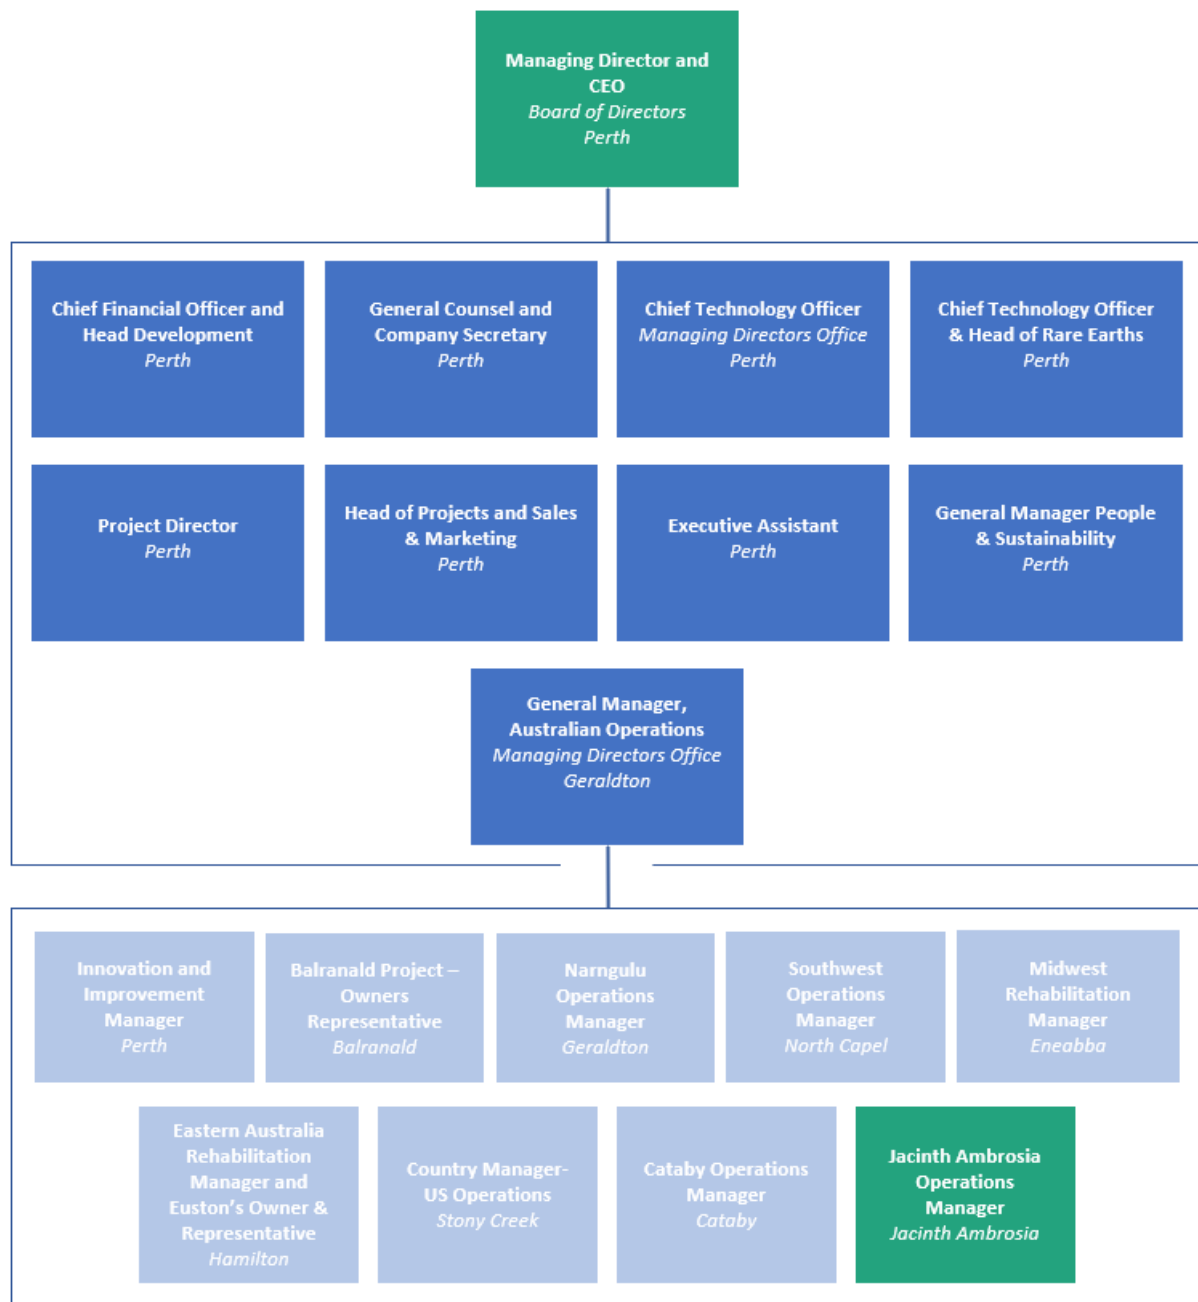 Managing Director and
CEO
Board of Directors
Perth
Chief Financial Officer and
Head Development
Perth
General Counsel and
Company Secretary
Perth
Chief Technology Officer
Managing Directors Office
Perth
Chief Technology Officer
& Head of Rare Earths
Perth
Project Director
Perth
Head of Projects and Sales
& Marketing
Perth
Executive Assistant
Perth
General Manager People
& Sustainability
Perth
General Manager,
Australian Operations
Managing Directors Office
Geraldton
Innovation and
Improvement
Manager
Perth
Balranald Project –
Owners
Representative
Balranald
Narngulu
Operations
Manager
Geraldton
Southwest
Operations
Manager
North Capel
Midwest
Rehabilitation
Manager
Eneabba
Eastern Australia
Rehabilitation
Manager and
Euston’s Owner &
Representative
Hamilton
Country Manager-
US Operations
Stony Creek
Cataby Operations
Manager
Cataby
Jacinth Ambrosia
Operations
Manager
Jacinth Ambrosia